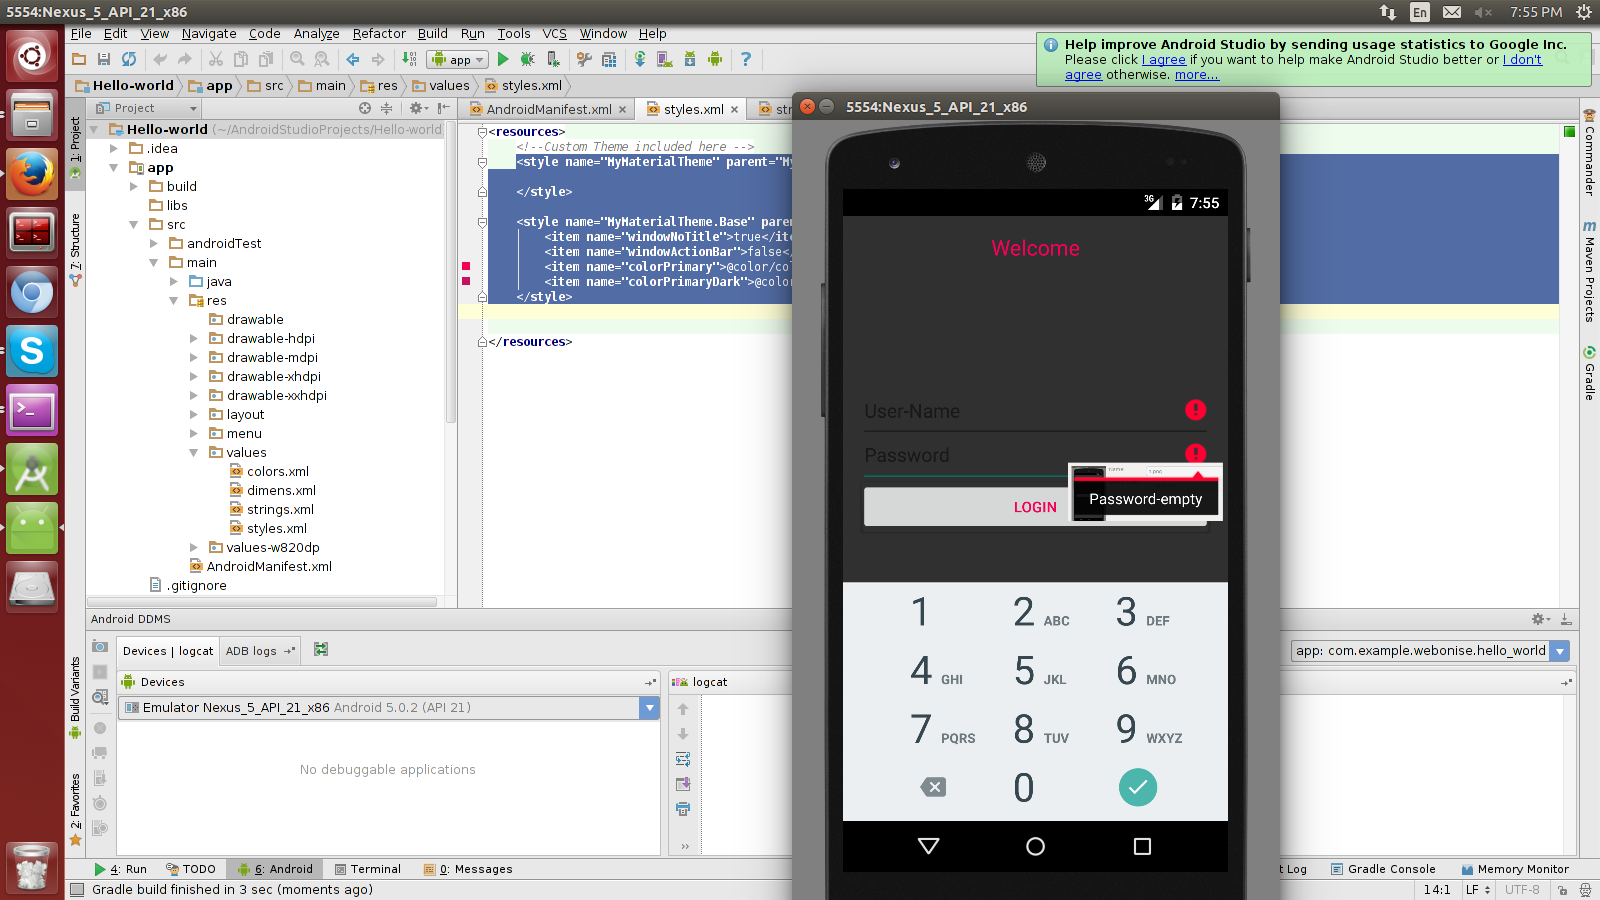 5554:Nexus_5_API_21_x86
En
7:55 PM
File Edit View Navigate Code Analyze Refactor Build Run Tools VCS Window Help
app
Help improve Android Studio by sending usage statistics to Google Inc.
Please click I agree if you want to help make Android Studio better or I don't
agree otherwise. more...
Hello-world app src main res values styles.xml
Project
AndroidManifest.xml
styles.xml
str
5554:Nexus_5_API_21_x86
1: Project
7: Structure
Build Variants
2: Favorites
Hello-world (~/AndroidStudioProjects/Hello-world
.idea
app
build
libs
src
androidTest
main
java
res
drawable
drawable-hdpi
drawable-mdpi
drawable-xhdpi
drawable-xxhdpi
layout
menu
values
colors.xml
dimens.xml
strings.xml
styles.xml
values-w820dp
AndroidManifest.xml
.gitignore
<resources>
<!--Custom Theme included here -->
<style name="MyMaterialTheme" parent="My
</style>
<style name="MyMaterialTheme.Base" paren
<item name="windowNoTitle">true</ite
<item name="windowActionBar">false<
<item name="colorPrimary">@color/co
<item name="colorPrimaryDark">@colo
</style>
</resources>
3G
7:55
Welcome
User-Name
Password
LOGIN
Name
Password-empty
1
2 ABC
3 DEF
4 GHI
5 JKL
6 MNO
7 PQRS
8 TUV
9 WXYZ
0
Commander
m
Maven Projects
Gradle
Android DDMS
Devices | logcat
ADB logs
app: com.example.webonise.hello_world
Devices
logcat
Emulator Nexus_5_API_21_x86 Android 5.0.2 (API 21)
No debuggable applications
4: Run
TODO
6: Android
Terminal
0: Messages
t Log
Gradle Console
Memory Monitor
Gradle build finished in 3 sec (moments ago)
14:1
LF
UTF-8